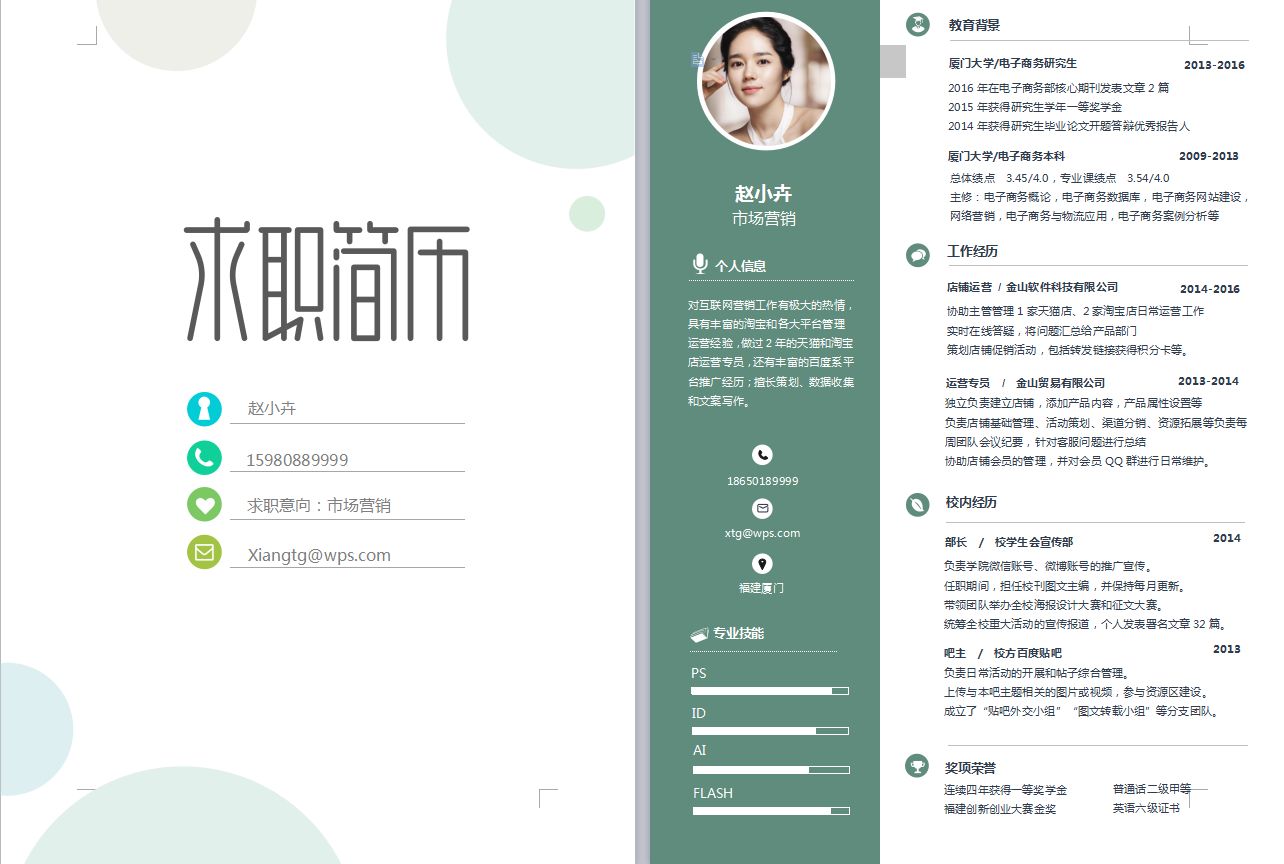 求职简历
赵小卉
15980889999
求职意向：市场营销
Xiangtg@wps.com
赵小卉
市场营销
个人信息
对互联网营销工作有极大的热情，
具有丰富的淘宝和各大平台管理
运营经验，做过 2 年的天猫和淘宝
店运营专员，还有丰富的百度系平
台推广经历；擅长策划、数据收集
和文案写作。
18650189999
xtg@wps.com
福建厦门
专业技能
PS
ID
AI
FLASH
教育背景
厦门大学/电子商务研究生 2013-2016
2016 年在电子商务部核心期刊发表文章 2 篇
2015 年获得研究生学年一等奖学金
2014 年获得研究生毕业论文开题答辩优秀报告人
厦门大学/电子商务本科 2009-2013
总体绩点 3.45/4.0，专业课绩点 3.54/4.0
主修：电子商务概论，电子商务数据库，电子商务网站建设，
网络营销，电子商务与物流应用，电子商务案例分析等
工作经历
店铺运营 / 金山软件科技有限公司 2014-2016
协助主管管理 1 家天猫店、2 家淘宝店日常运营工作
实时在线答疑，将问题汇总给产品部门
策划店铺促销活动，包括转发链接获得积分卡等。
运营专员 / 金山贸易有限公司 2013-2014
独立负责建立店铺，添加产品内容，产品属性设置等
负责店铺基础管理、活动策划、渠道分销、资源拓展等负责每
周团队会议纪要，针对客服问题进行总结
协助店铺会员的管理，并对会员 QQ 群进行日常维护。
校内经历
部长 / 校学生会宣传部 2014
负责学院微信账号、微博账号的推广宣传。
任职期间，担任校刊图文主编，并保持每月更新。
带领团队举办全校海报设计大赛和征文大赛。
统筹全校重大活动的宣传报道，个人发表署名文章 32 篇。
吧主 / 校方百度贴吧 2013
负责日常活动的开展和帖子综合管理。
上传与本吧主题相关的图片或视频，参与资源区建设。
成立了“贴吧外交小组”“图文转载小组”等分支团队。
奖项荣誉
连续四年获得一等奖学金 普通话二级甲等
福建创新创业大赛金奖 英语六级证书